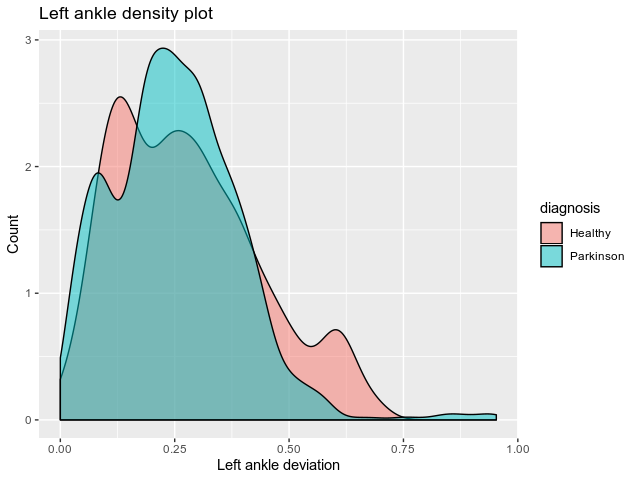 Left ankle density plot
3
2
1
0
Count
0.00
0.25
0.50
0.75
1.00
Left ankle deviation
diagnosis
Healthy
Parkinson